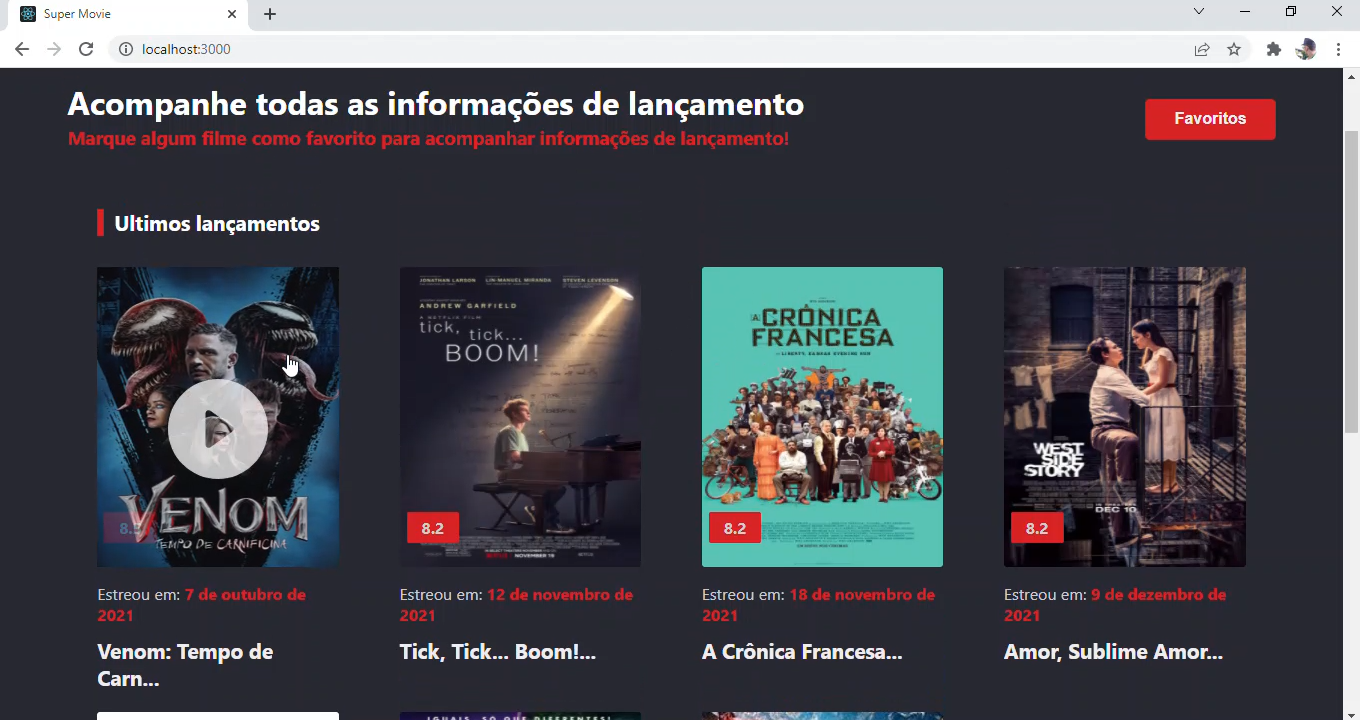 Super Movie
localhost:3000
Acompanhe todas as informações de lançamento
Marque algum filme como favorito para acompanhar informações de lançamento!
Favoritos
Ultimos lançamentos
VENOM
TEMPO DE CARNIFICINA
8.2
Estreou em: 7 de outubro de
2021
Venom: Tempo de
Carn...
JONATHAN LARSON LIN-MANUEL MIRANDA STEVEN LEVENSON
ANDREW GARFIELD
A NETFLIX FILM
tick, tick...
BOOM!
8.2
NOVEMBER 19
Estreou em: 12 de novembro de
2021
Tick, Tick... Boom!...
A CRÔNICA
FRANCESA
8.2
Estreou em: 18 de novembro de
2021
A Crônica Francesa...
WEST
SIDE
STORY
DEC 10
8.2
Estreou em: 9 de dezembro de
2021
Amor, Sublime Amor...
IGUAIS, SÓ QUE DIFERENTES!